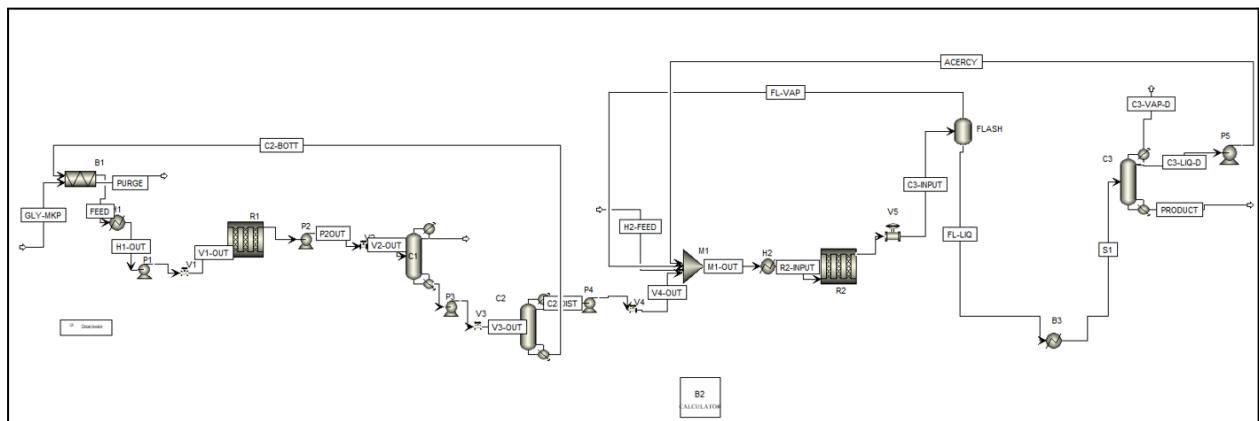 ACERCY
FL-VAP
C3-VAP-D
FLASH
P5
C3
C3-LIQ-D
C2-BOTT
B1
PURGE
GLY-MKP
FEED
R1
C3-INPUT
PRODUCT
H2-FEED
V5
FL-LIQ
P2
P2OUT
V2-OUT
H1-OUT
V1-OUT
C1
M1
M1-OUT
H2
R2-INPUT
S1
P1
V1
R2
V4-OUT
C2
P4
P3
V4
V3
V3-OUT
B3
B2
CALCULATOR